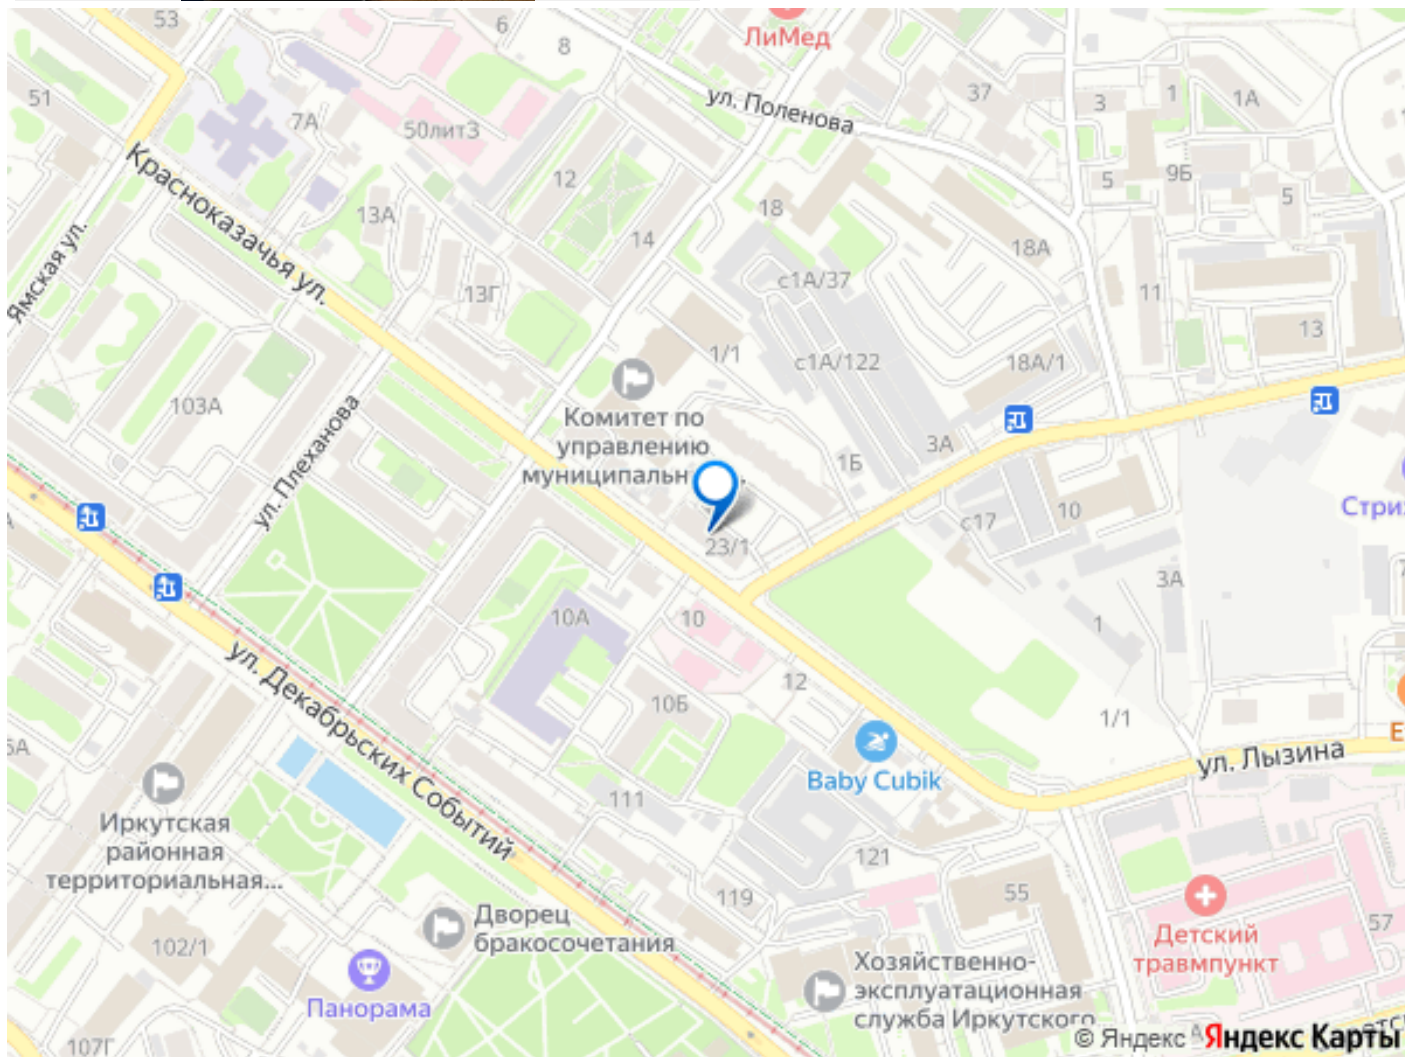 53
6
8
ЛиМед
51
7А
50лит3
ул. Поленова
37
3
1
1А
Красноказачья ул.
12
13А
14
18
18А
5
9Б
5
Ямская ул.
13Г
с1А/37
11
13
1/1
с1А/122
18А/1
103А
ул. Плеханова
Комитет по
управлению
муниципальн
1Б
3А
с17
10
Стри
23/1
3А
10А
10
1
12
10Б
1/1
ул. Декабрьских Событий
Baby Cubik
ул. Лызина
Иркутская
районная
территориальная...
111
121
119
55
57
Дворец
бракосочетания
102/1
Панорама
Детский
травмпункт
Хозяйственно-
эксплуатационная
служба Иркутского
107Г
© Яндекс Яндекс Карты